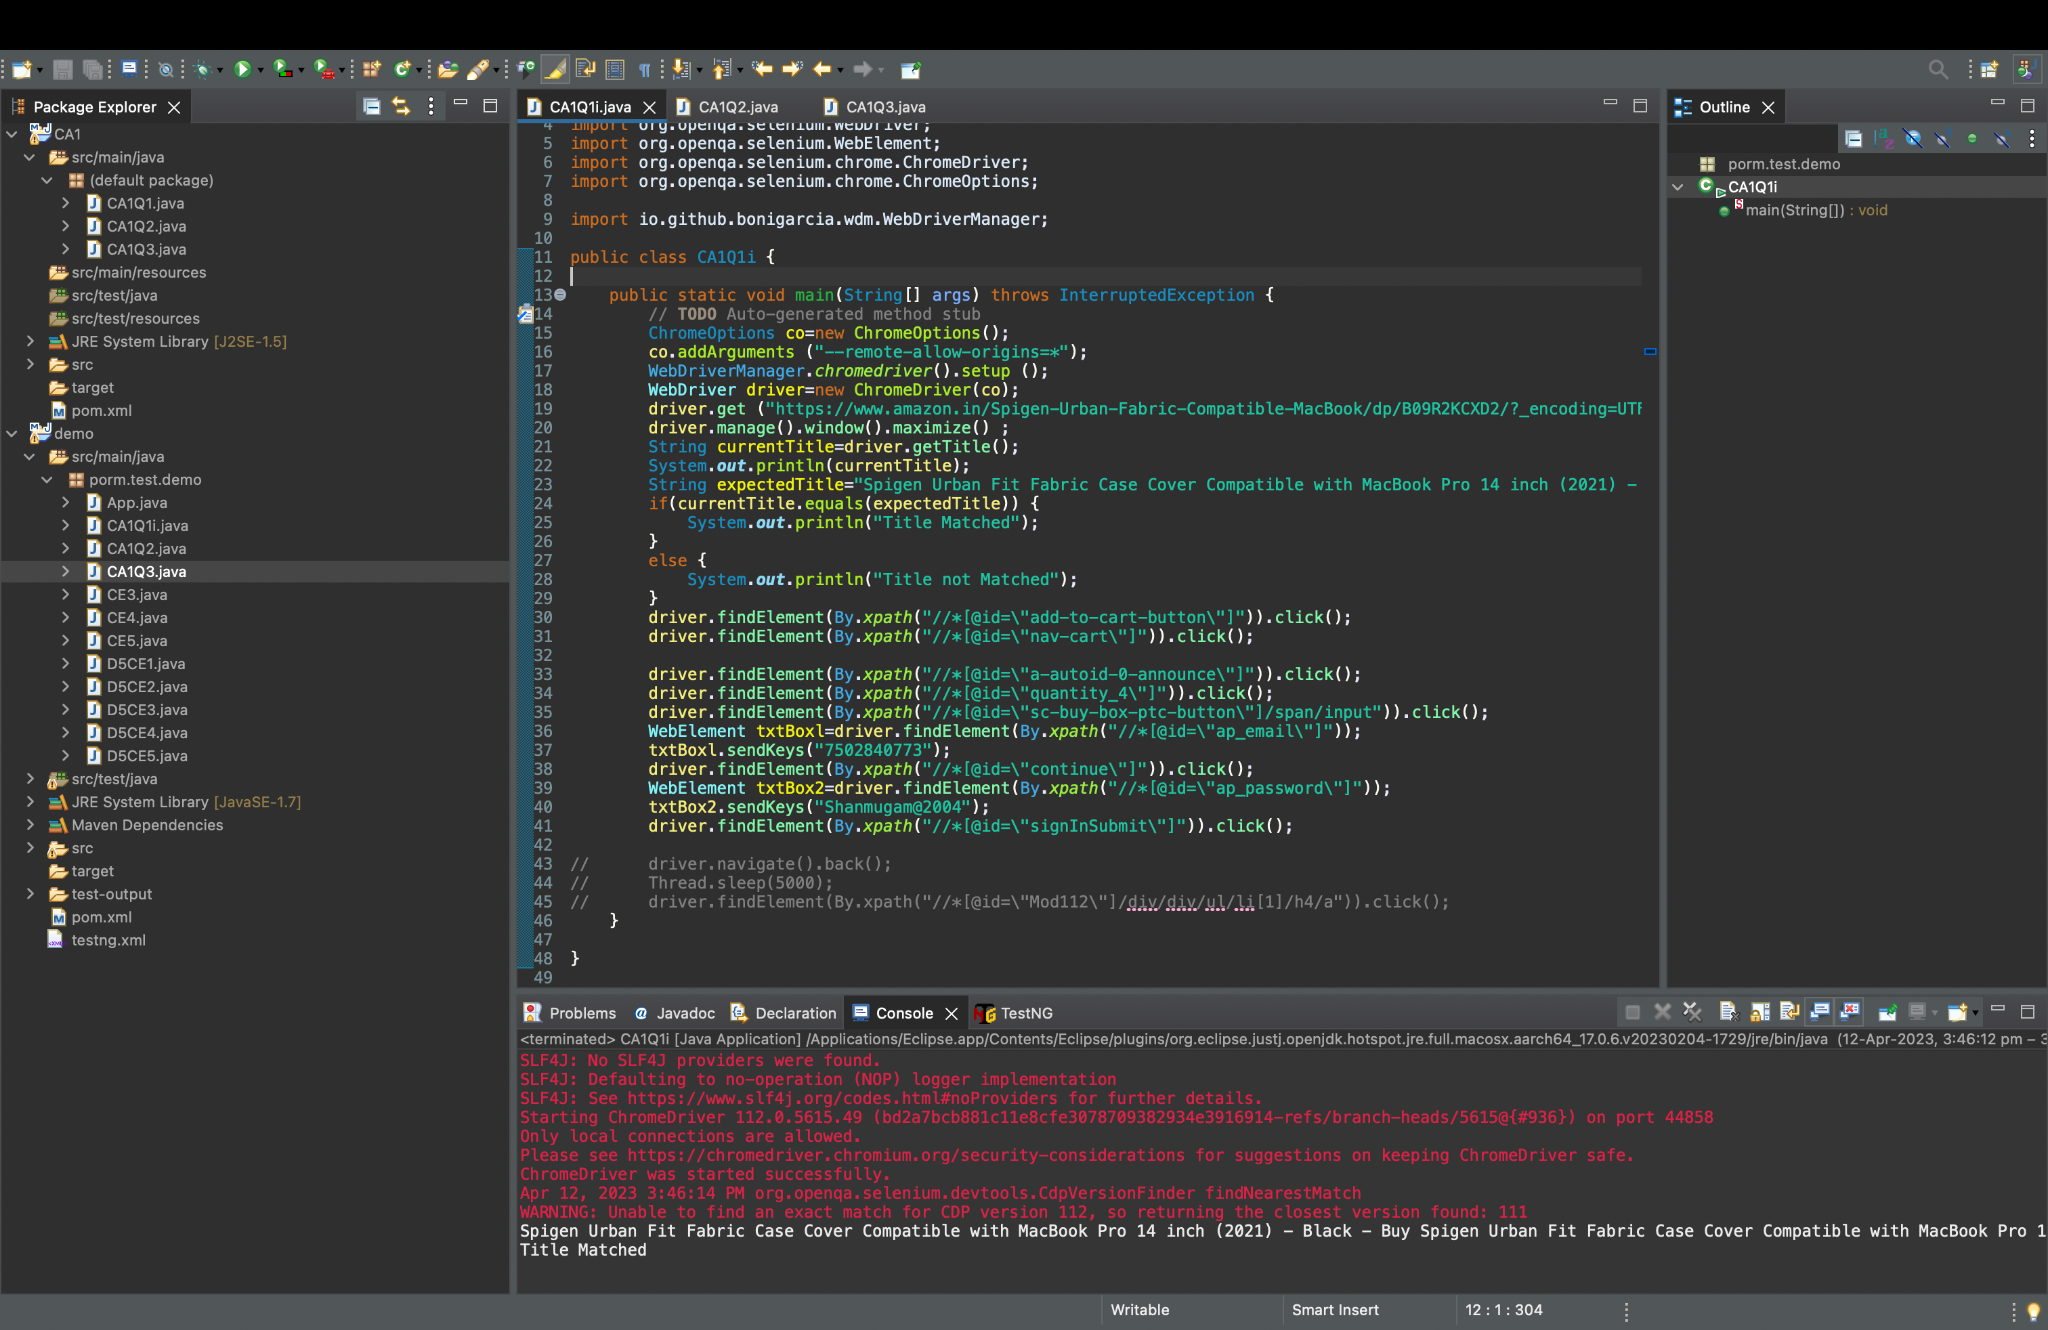 Package Explorer
CA1
src/main/java
(default package)
CA1Q1.java
CA1Q2.java
CA1Q3.java
src/main/resources
src/test/java
src/test/resources
JRE System Library [J2SE-1.5]
src
target
pom.xml
demo
src/main/java
porm.test.demo
App.java
CA1Q1i.java
CA1Q2.java
CA1Q3.java
CE3.java
CE4.java
CE5.java
D5CE1.java
D5CE2.java
D5CE3.java
D5CE4.java
D5CE5.java
src/test/java
JRE System Library [JavaSE-1.7]
Maven Dependencies
src
target
test-output
pom.xml
testng.xml
CA1Q1i.java CA1Q2.java CA1Q3.java
4 import org.openqa.selenium.WebDriver;
5 import org.openqa.selenium.WebElement;
6 import org.openqa.selenium.chrome.ChromeDriver;
7 import org.openqa.selenium.chrome.ChromeOptions;
8
9 import io.github.bonigarcia.wdm.WebDriverManager;
10
11 public class CA1Q1i {
12
13 public static void main(String[] args) throws InterruptedException {
14 // TODO Auto-generated method stub
15 ChromeOptions co=new ChromeOptions();
16 co.addArguments ("--remote-allow-origins=*");
17 WebDriverManager.chromedriver().setup ();
18 WebDriver driver=new ChromeDriver(co);
19 driver.get ("https://www.amazon.in/Spigen-Urban-Fabric-Compatible-MacBook/dp/B09R2KCXD2/?_encoding=UTF
20 driver.manage().window().maximize() ;
21 String currentTitle=driver.getTitle();
22 System.out.println(currentTitle);
23 String expectedTitle="Spigen Urban Fit Fabric Case Cover Compatible with MacBook Pro 14 inch (2021) -
24 if(currentTitle.equals(expectedTitle)) {
25 System.out.println("Title Matched");
26 }
27 else {
28 System.out.println("Title not Matched");
29 }
30 driver.findElement(By.xpath("//*[@id=\"add-to-cart-button\"]")).click();
31 driver.findElement(By.xpath("//*[@id=\"nav-cart\"]")).click();
32
33 driver.findElement(By.xpath("//*[@id=\"a-autoid-0-announce\"]")).click();
34 driver.findElement(By.xpath("//*[@id=\"quantity_4\"]")).click();
35 driver.findElement(By.xpath("//*[@id=\"sc-buy-box-ptc-button\"]/span/input")).click();
36 WebElement txtBoxl=driver.findElement(By.xpath("//*[@id=\"ap_email\"]"));
37 txtBoxl.sendKeys("7502840773");
38 driver.findElement(By.xpath("//*[@id=\"continue\"]")).click();
39 WebElement txtBox2=driver.findElement(By.xpath("//*[@id=\"ap_password\"]"));
40 txtBox2.sendKeys("Shanmugam@2004");
41 driver.findElement(By.xpath("//*[@id=\"signInSubmit\"]")).click();
42
43 // driver.navigate().back();
44 // Thread.sleep(5000);
45 // driver.findElement(By.xpath("//*[@id=\"Mod112\"]/div/div/ul/li[1]/h4/a")).click();
46 }
47
48 }
49
Outline
porm.test.demo
CA1Q1i
main(String[]) : void
Problems Javadoc Declaration Console TestNG
<terminated> CA1Q1i [Java Application] /Applications/Eclipse.app/Contents/Eclipse/plugins/org.eclipse.justj.openjdk.hotspot.jre.full.macosx.aarch64_17.0.6.v20230204-1729/jre/bin/java (12-Apr-2023, 3:46:12 pm – 3
SLF4J: No SLF4J providers were found.
SLF4J: Defaulting to no-operation (NOP) logger implementation
SLF4J: See https://www.slf4j.org/codes.html#noProviders for further details.
Starting ChromeDriver 112.0.5615.49 (bd2a7bcb881c11e8cfe3078709382934e3916914-refs/branch-heads/5615@{#936}) on port 44858
Only local connections are allowed.
Please see https://chromedriver.chromium.org/security-considerations for suggestions on keeping ChromeDriver safe.
ChromeDriver was started successfully.
Apr 12, 2023 3:46:14 PM org.openqa.selenium.devtools.CdpVersionFinder findNearestMatch
WARNING: Unable to find an exact match for CDP version 112, so returning the closest version found: 111
Spigen Urban Fit Fabric Case Cover Compatible with MacBook Pro 14 inch (2021) - Black - Buy Spigen Urban Fit Fabric Case Cover Compatible with MacBook Pro 1
Title Matched
Writable Smart Insert 12 : 1 : 304